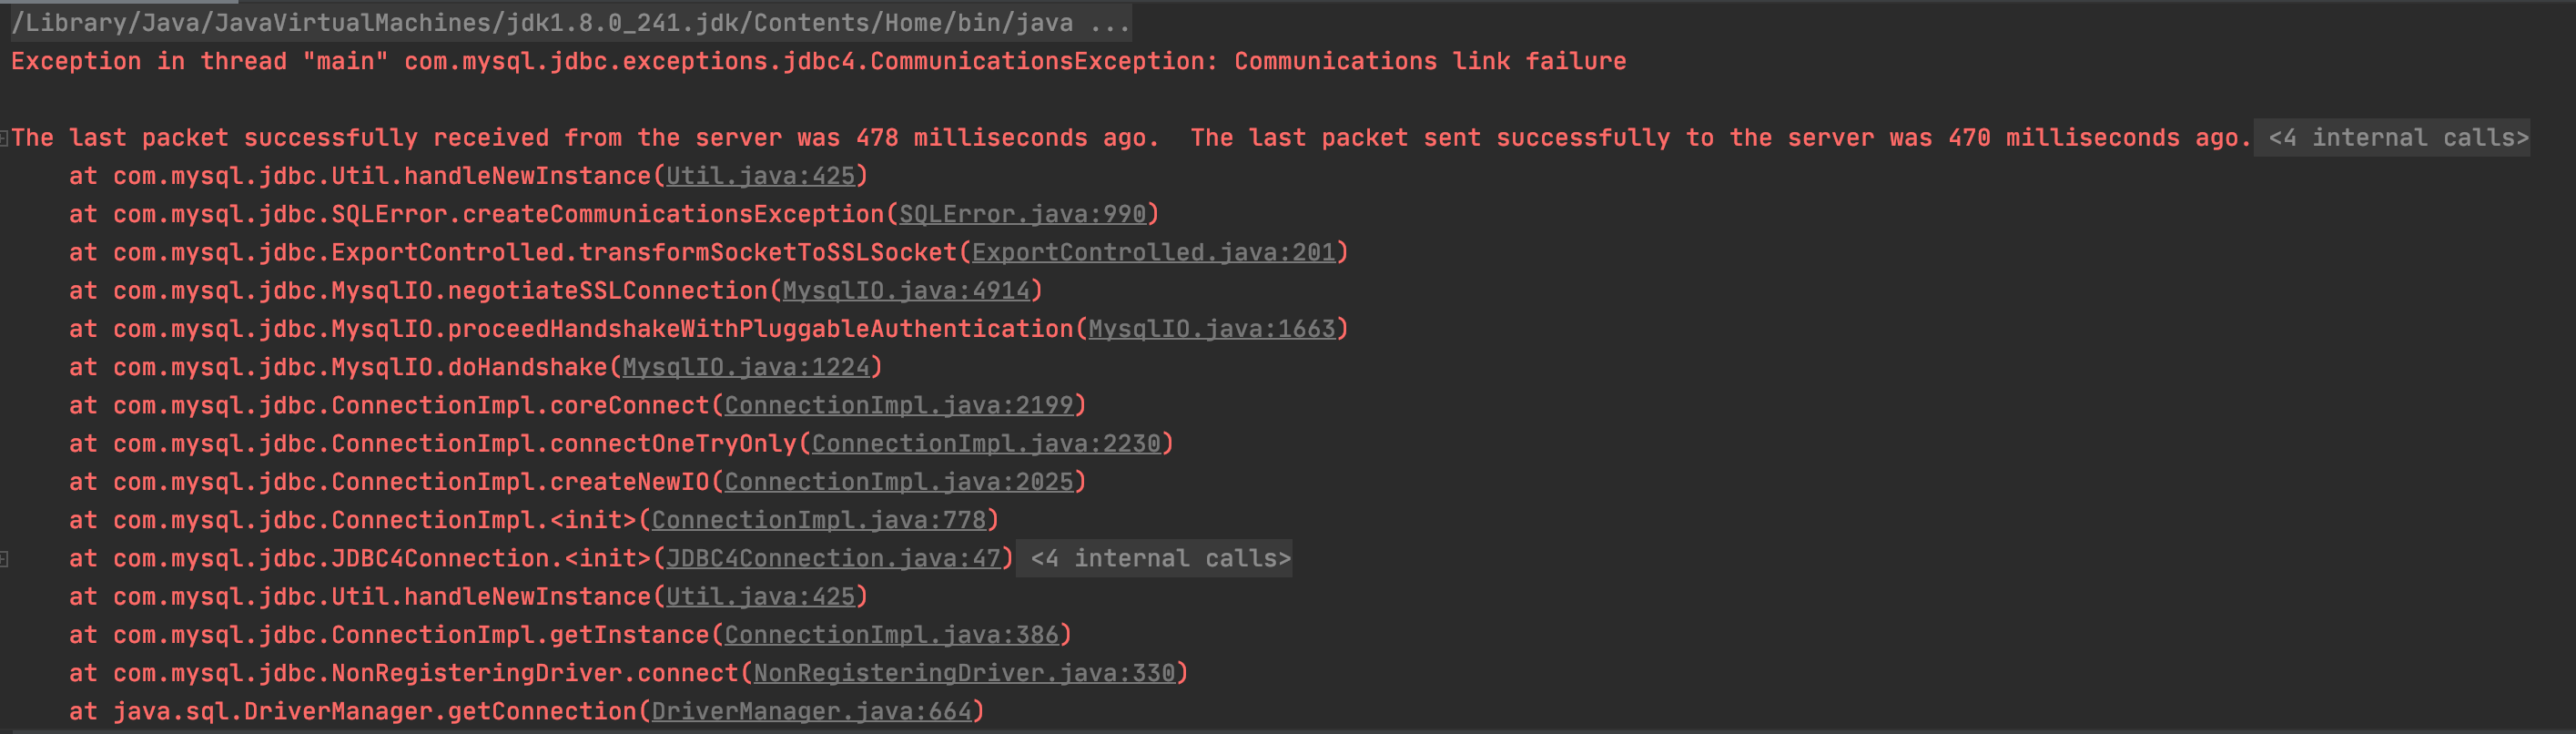 /Library/Java/JavaVirtualMachines/jdk1.8.0_241.jdk/Contents/Home/bin/java ...
Exception in thread "main" com.mysql.jdbc.exceptions.jdbc4.CommunicationsException: Communications link failure
The last packet successfully received from the server was 478 milliseconds ago.  The last packet sent successfully to the server was 470 milliseconds ago. <4 internal calls>
at com.mysql.jdbc.Util.handleNewInstance(Util.java:425)
at com.mysql.jdbc.SQLError.createCommunicationsException(SQLError.java:990)
at com.mysql.jdbc.ExportControlled.transformSocketToSSLSocket(ExportControlled.java:201)
at com.mysql.jdbc.MysqlIO.negotiateSSLConnection(MysqlIO.java:4914)
at com.mysql.jdbc.MysqlIO.proceedHandshakeWithPluggableAuthentication(MysqlIO.java:1663)
at com.mysql.jdbc.MysqlIO.doHandshake(MysqlIO.java:1224)
at com.mysql.jdbc.ConnectionImpl.coreConnect(ConnectionImpl.java:2199)
at com.mysql.jdbc.ConnectionImpl.connectOneTryOnly(ConnectionImpl.java:2230)
at com.mysql.jdbc.ConnectionImpl.createNewIO(ConnectionImpl.java:2025)
at com.mysql.jdbc.ConnectionImpl.<init>(ConnectionImpl.java:778)
at com.mysql.jdbc.JDBC4Connection.<init>(JDBC4Connection.java:47) <4 internal calls>
at com.mysql.jdbc.Util.handleNewInstance(Util.java:425)
at com.mysql.jdbc.ConnectionImpl.getInstance(ConnectionImpl.java:386)
at com.mysql.jdbc.NonRegisteringDriver.connect(NonRegisteringDriver.java:330)
at java.sql.DriverManager.getConnection(DriverManager.java:664)